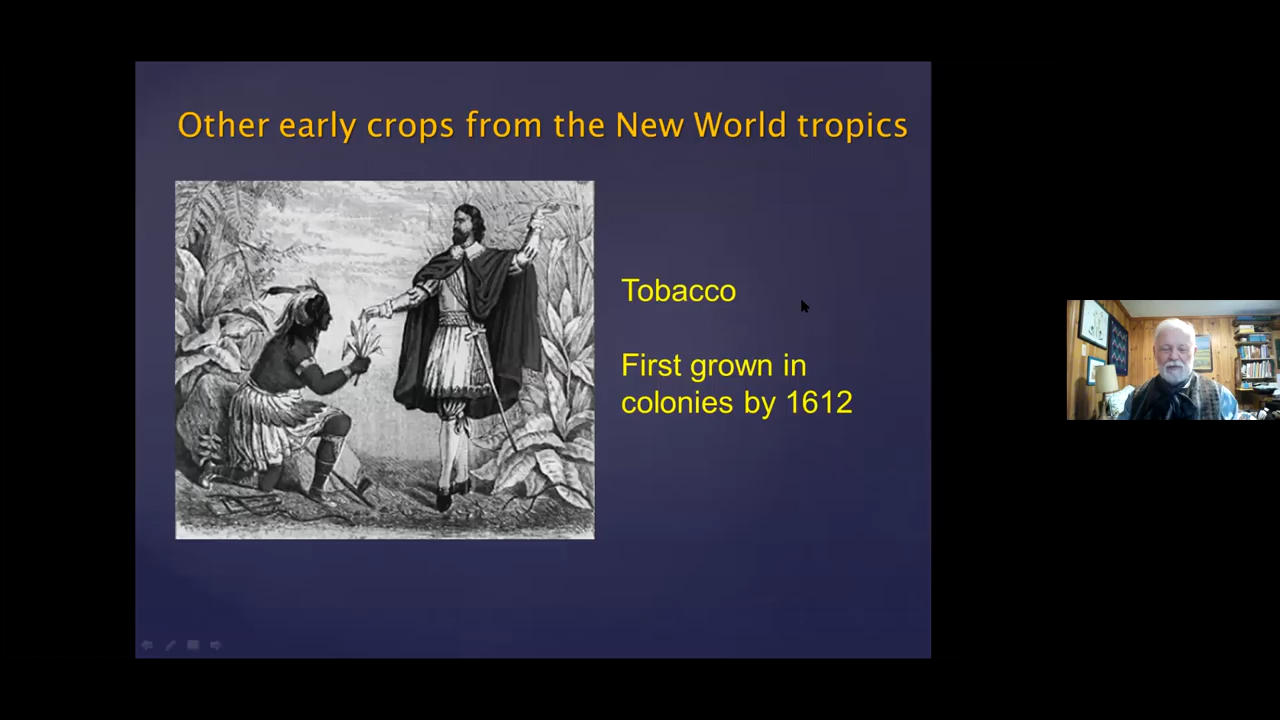 Other early crops from the New World tropics
Tobacco
First grown in
colonies by 1612